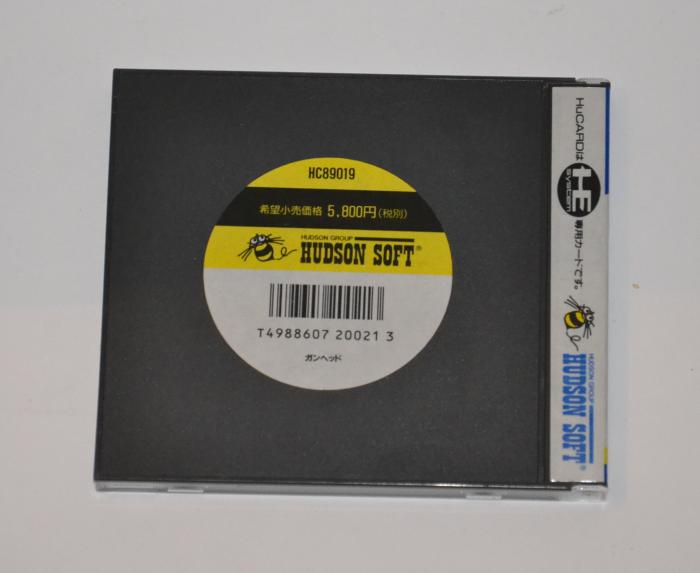 HC89019
希望小売価格 5,800円(税別)
HUDSON GROUP
HUDSON SOFT®
T4988607 20021 3
ガンヘッド
HuCARDは
HE
SYSTEM
専用カードです。
HUDSON GROUP
HUDSON SOFT®